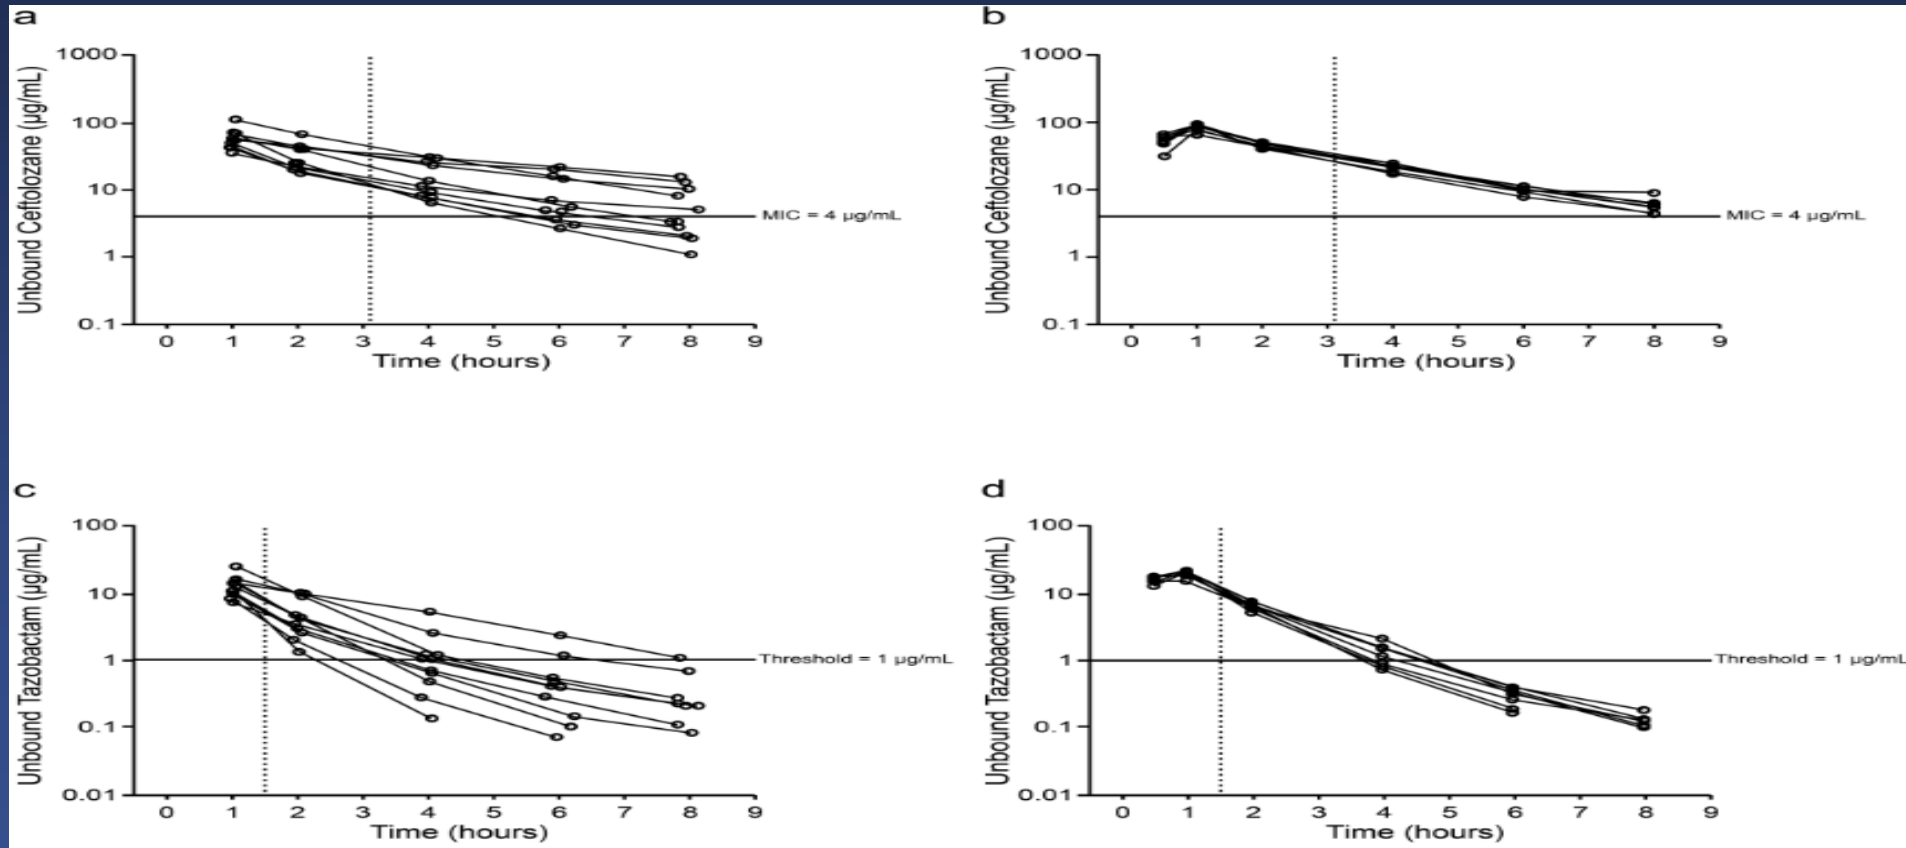 a
Unbound Ceftolozane (µg/mL)
1000
100
10
1
0.1
MIC = 4 µg/mL
0 1 2 3 4 5 6 7 8 9
Time (hours)
b
Unbound Ceftolozane (µg/mL)
1000
100
10
1
0.1
MIC = 4 µg/mL
0 1 2 3 4 5 6 7 8 9
Time (hours)
c
Unbound Tazobactam (µg/mL)
100
10
1
0.1
0.01
Threshold = 1 µg/mL
0 1 2 3 4 5 6 7 8 9
Time (hours)
d
Unbound Tazobactam (µg/mL)
100
10
1
0.1
0.01
Threshold = 1 µg/mL
0 1 2 3 4 5 6 7 8 9
Time (hours)